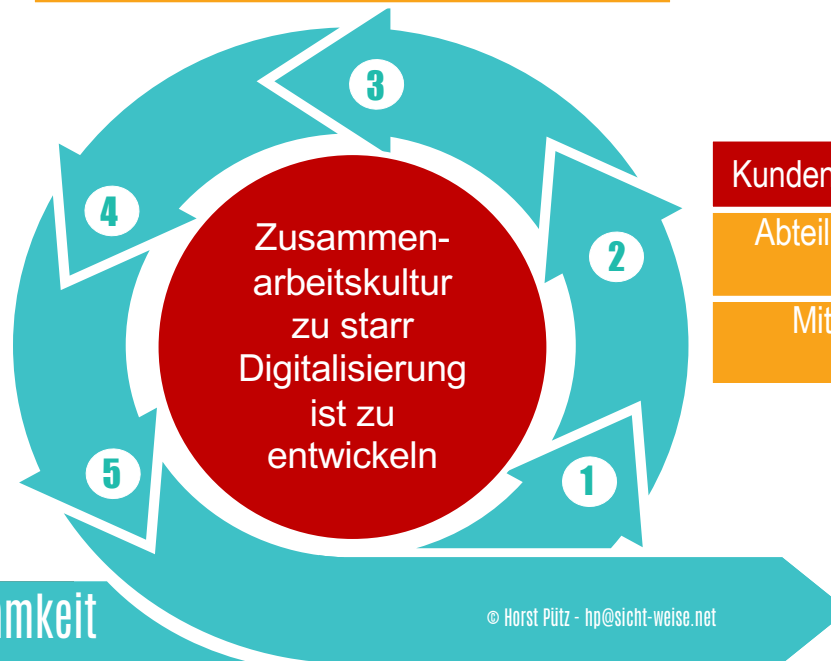 3
4
2
5
1
Zusammen-
arbeitskultur
zu starr
Digitalisierung
ist zu
entwickeln
Kunden
Abteil
Mit
mkeit
© Horst Pütz - hp@sicht-weise.net